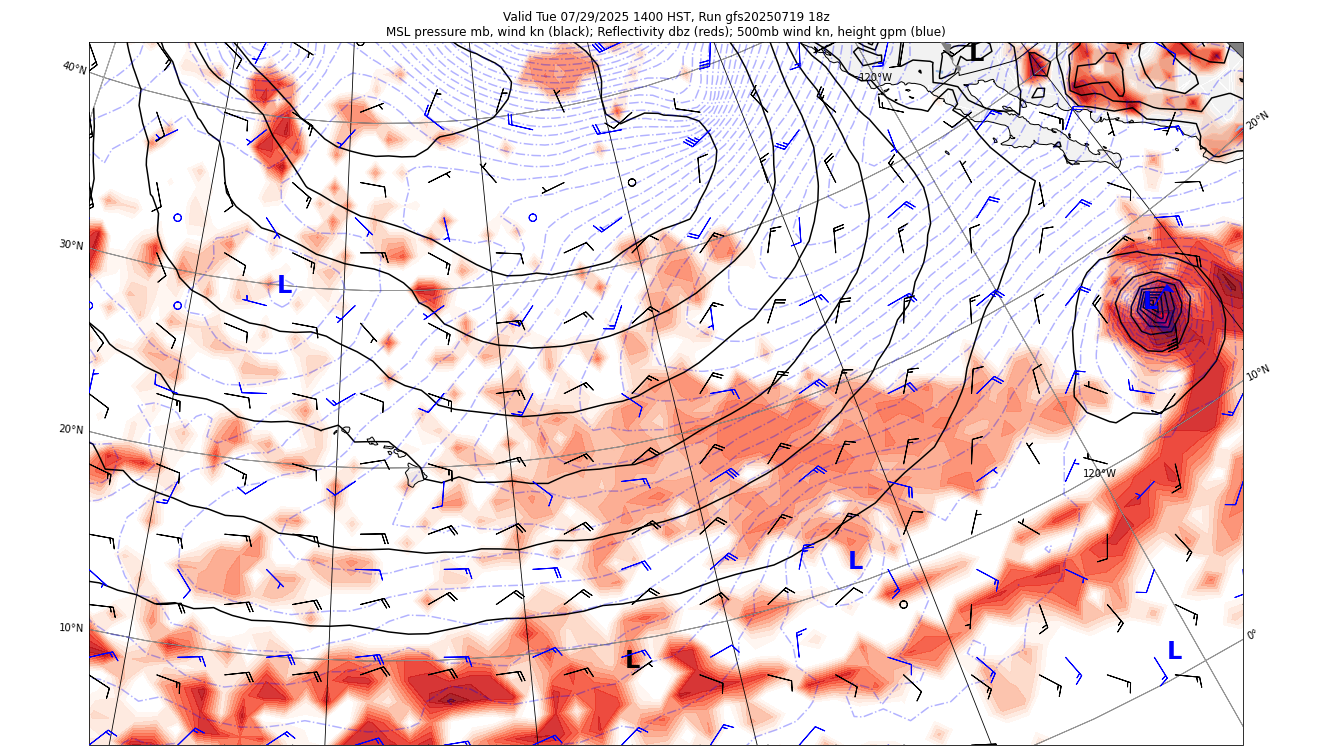 Valid Tue 07/29/2025 1400 HST, Run gfs20250719 18z
MSL pressure mb, wind kn (black); Reflectivity dbz (reds); 500mb wind kn, height gpm (blue)
L
40°N
120°W
20°N
30°N
L
L
10°N
20°N
120°W
L
10°N
0°
L
L